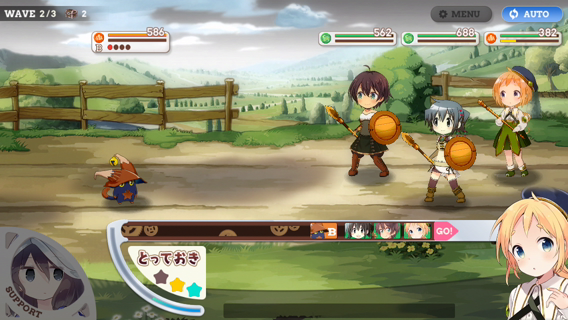 WAVE 2/3 2
MENU
AUTO
586
B
562
688
382
B
GO!
とっておき
SUPPORT